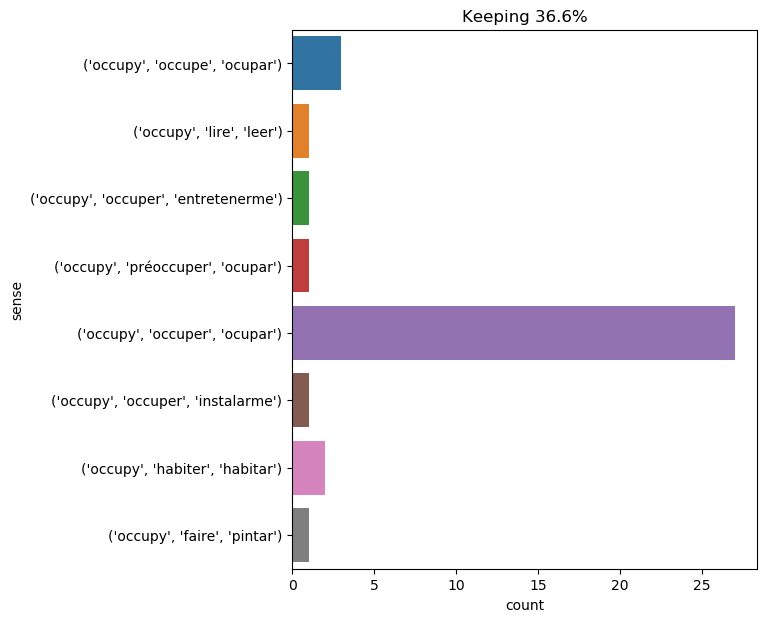 Keeping 36.6%
('occupy', 'occupe', 'ocupar')
('occupy', 'lire', 'leer')
('occupy', 'occuper', 'entretenerme')
('occupy', 'préoccuper', 'ocupar')
('occupy', 'occuper', 'ocupar')
('occupy', 'occuper', 'instalarme')
('occupy', 'habiter', 'habitar')
('occupy', 'faire', 'pintar')
sense
0 5 10 15 20 25
count